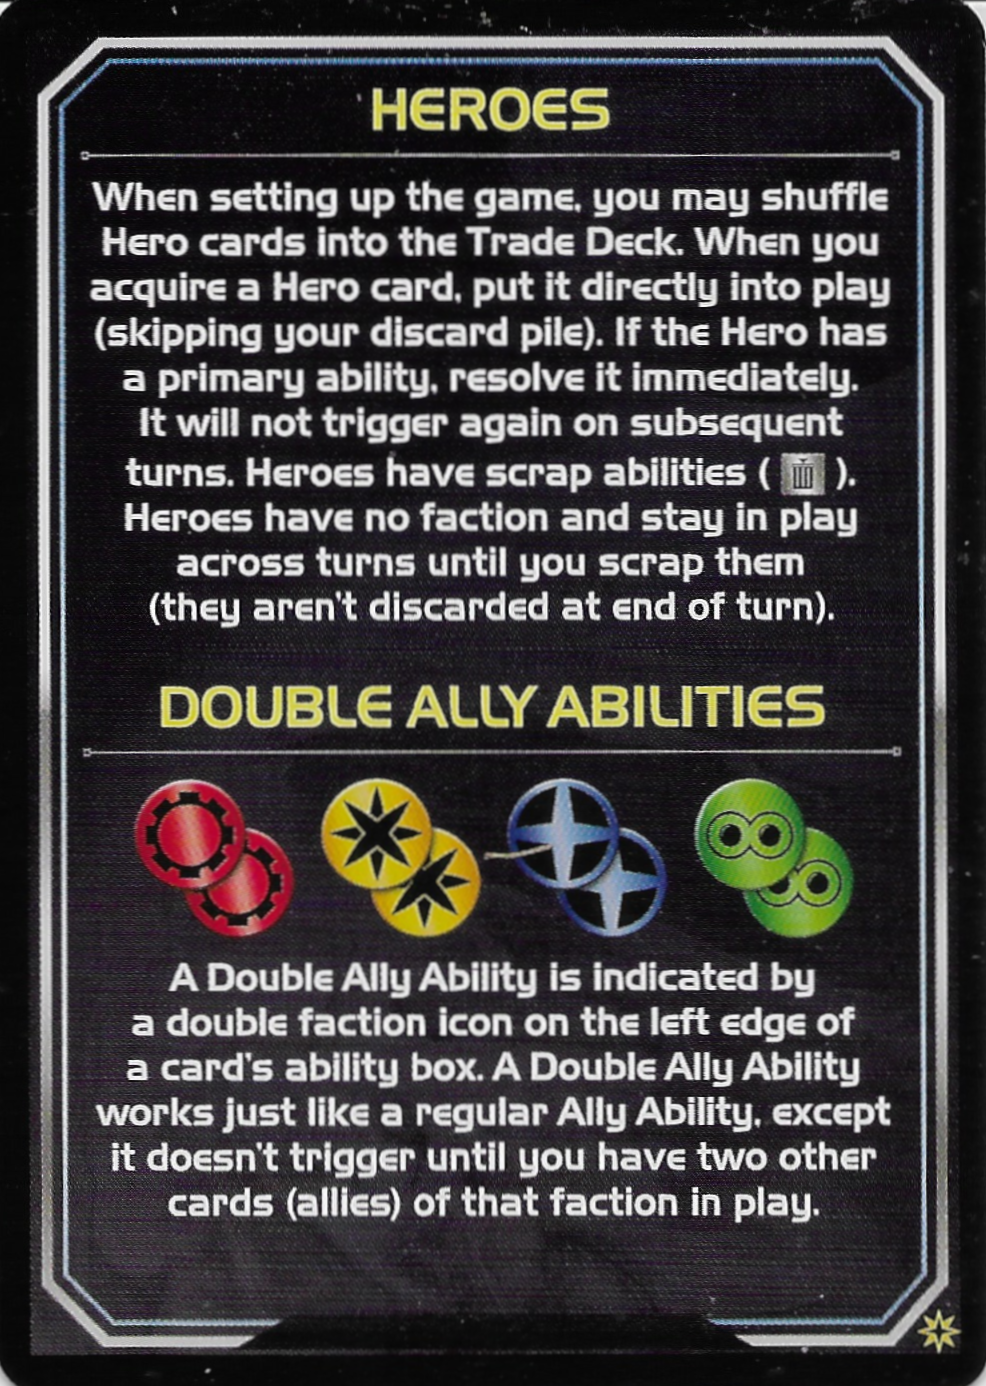 HEROES
When setting up the game, you may shuffle
Hero cards into the Trade Deck. When you
acquire a Hero card, put it directly into play
(skipping your discard pile). If the Hero has
a primary ability, resolve it immediately.
It will not trigger again on subsequent
turns. Heroes have scrap abilities ( ).
Heroes have no faction and stay in play
across turns until you scrap them
(they aren't discarded at end of turn).
DOUBLE ALLY ABILITIES
A Double Ally Ability is indicated by
a double faction icon on the left edge of
a card's ability box. A Double Ally Ability
works just like a regular Ally Ability, except
it doesn't trigger until you have two other
cards (allies) of that faction in play.